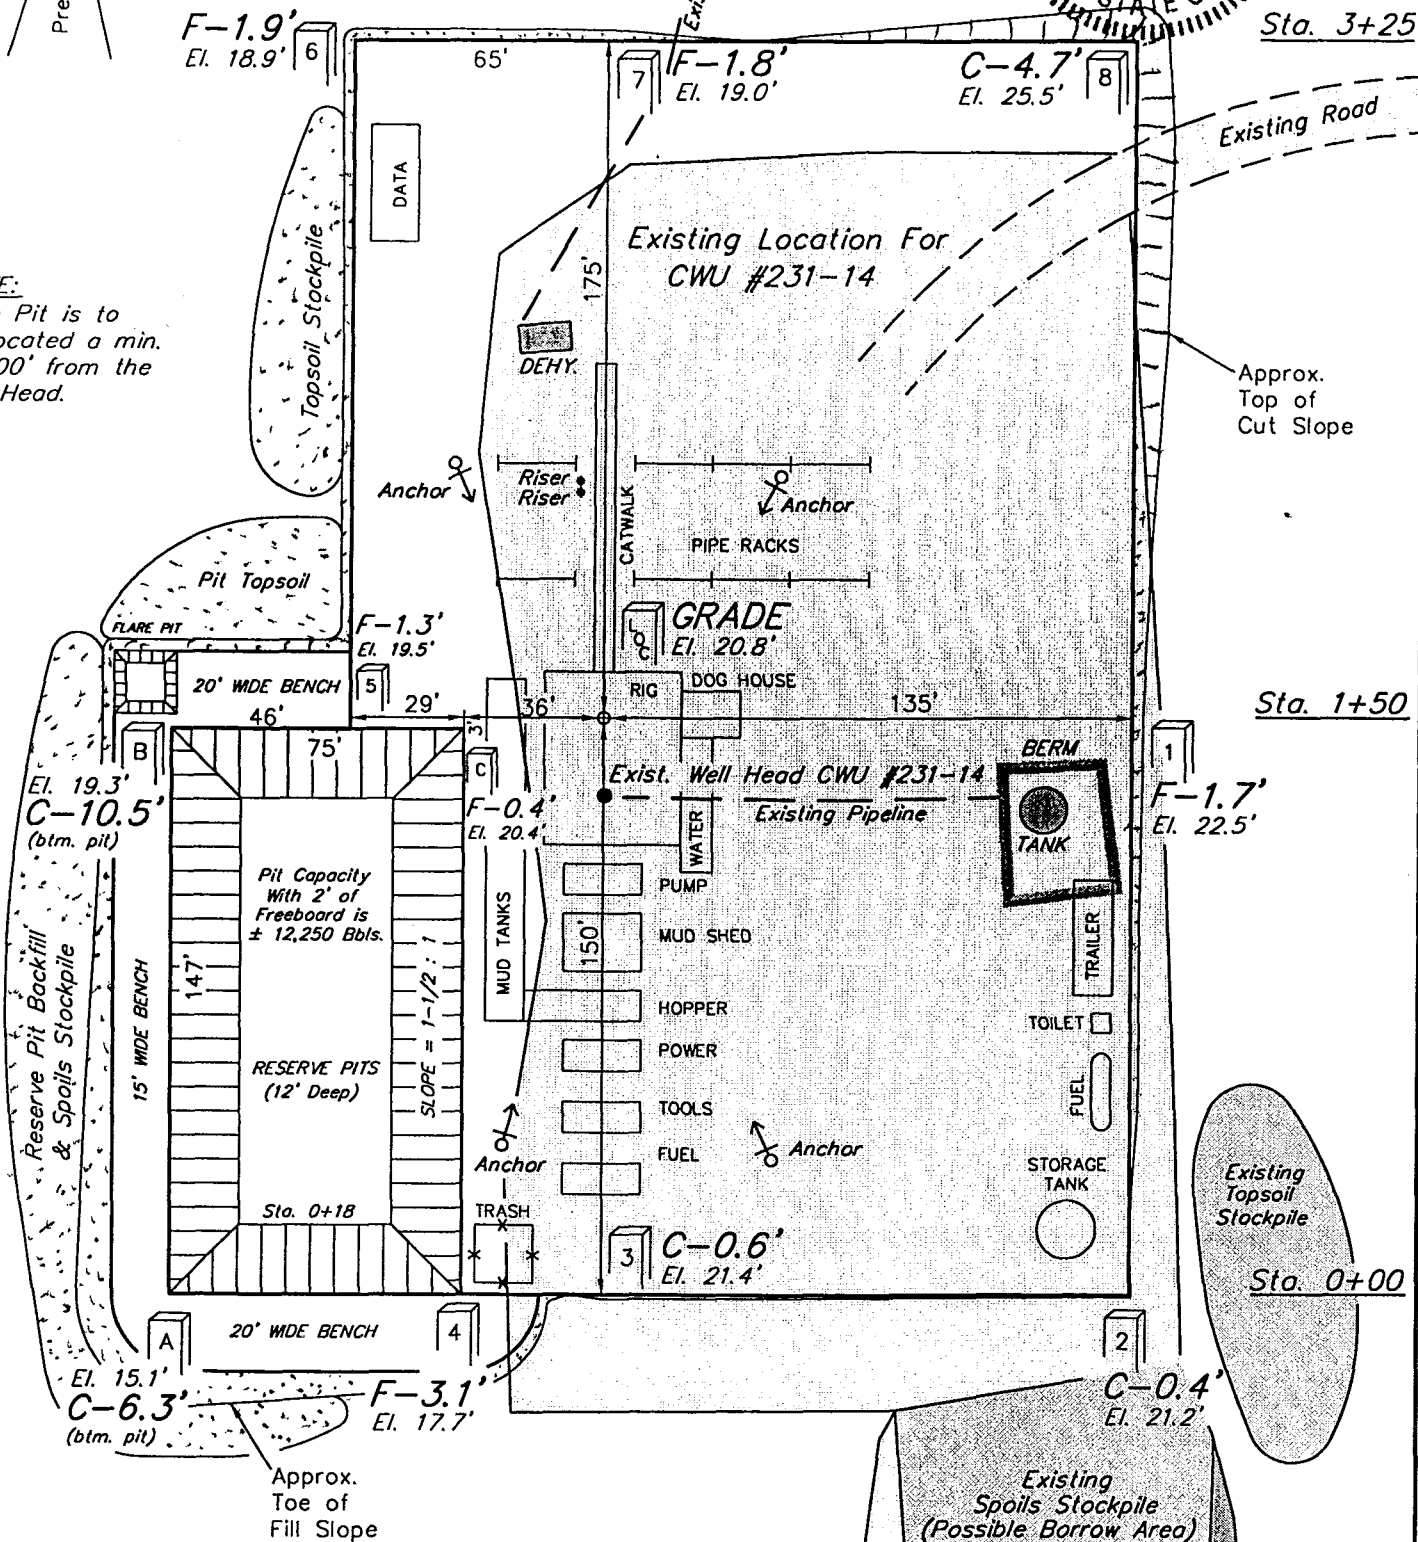 Pre
F-1.9'
El. 18.9'
6
65'
7
F-1.8'
El. 19.0'
C-4.7'
El. 25.5'
8
STATE
Sta. 3+25
Existing Road
DATA
Topsoil Stockpile
Existing Location For
CWU #231-14
175'
E:
Pit is to
ocated a min.
00' from the
Head.
DEHY.
Approx.
Top of
Cut Slope
Anchor
Riser
Riser
CATWALK
Anchor
PIPE RACKS
Pit Topsoil
FLARE PIT
F-1.3'
El. 19.5'
LOC
GRADE
El. 20.8'
20' WIDE BENCH
5
RIG
DOG HOUSE
46'
29'
36'
135'
Sta. 1+50
B
75'
3'
C
1
BERM
El. 19.3'
C-10.5'
(btm. pit)
F-0.4'
El. 20.4'
Exist. Well Head CWU #231-14
Existing Pipeline
TANK
F-1.7'
El. 22.5'
WATER
Pit Capacity
With 2' of
Freeboard is
± 12,250 Bbls.
PUMP
MUD TANKS
150'
MUD SHED
TRAILER
Reserve Pit Backfill
& Spoils Stockpile
15' WIDE BENCH
147'
SLOPE = 1-1/2 : 1
HOPPER
TOILET
RESERVE PITS
(12' Deep)
POWER
TOOLS
FUEL
FUEL
Anchor
Anchor
STORAGE
TANK
Existing
Topsoil
Stockpile
Sta. 0+18
TRASH
3
C-0.6'
El. 21.4'
Sta. 0+00
A
20' WIDE BENCH
4
2
El. 15.1'
C-6.3'
(btm. pit)
F-3.1'
El. 17.7'
C-0.4'
El. 21.2'
Approx.
Toe of
Fill Slope
Existing
Spoils Stockpile
(Possible Borrow Area)